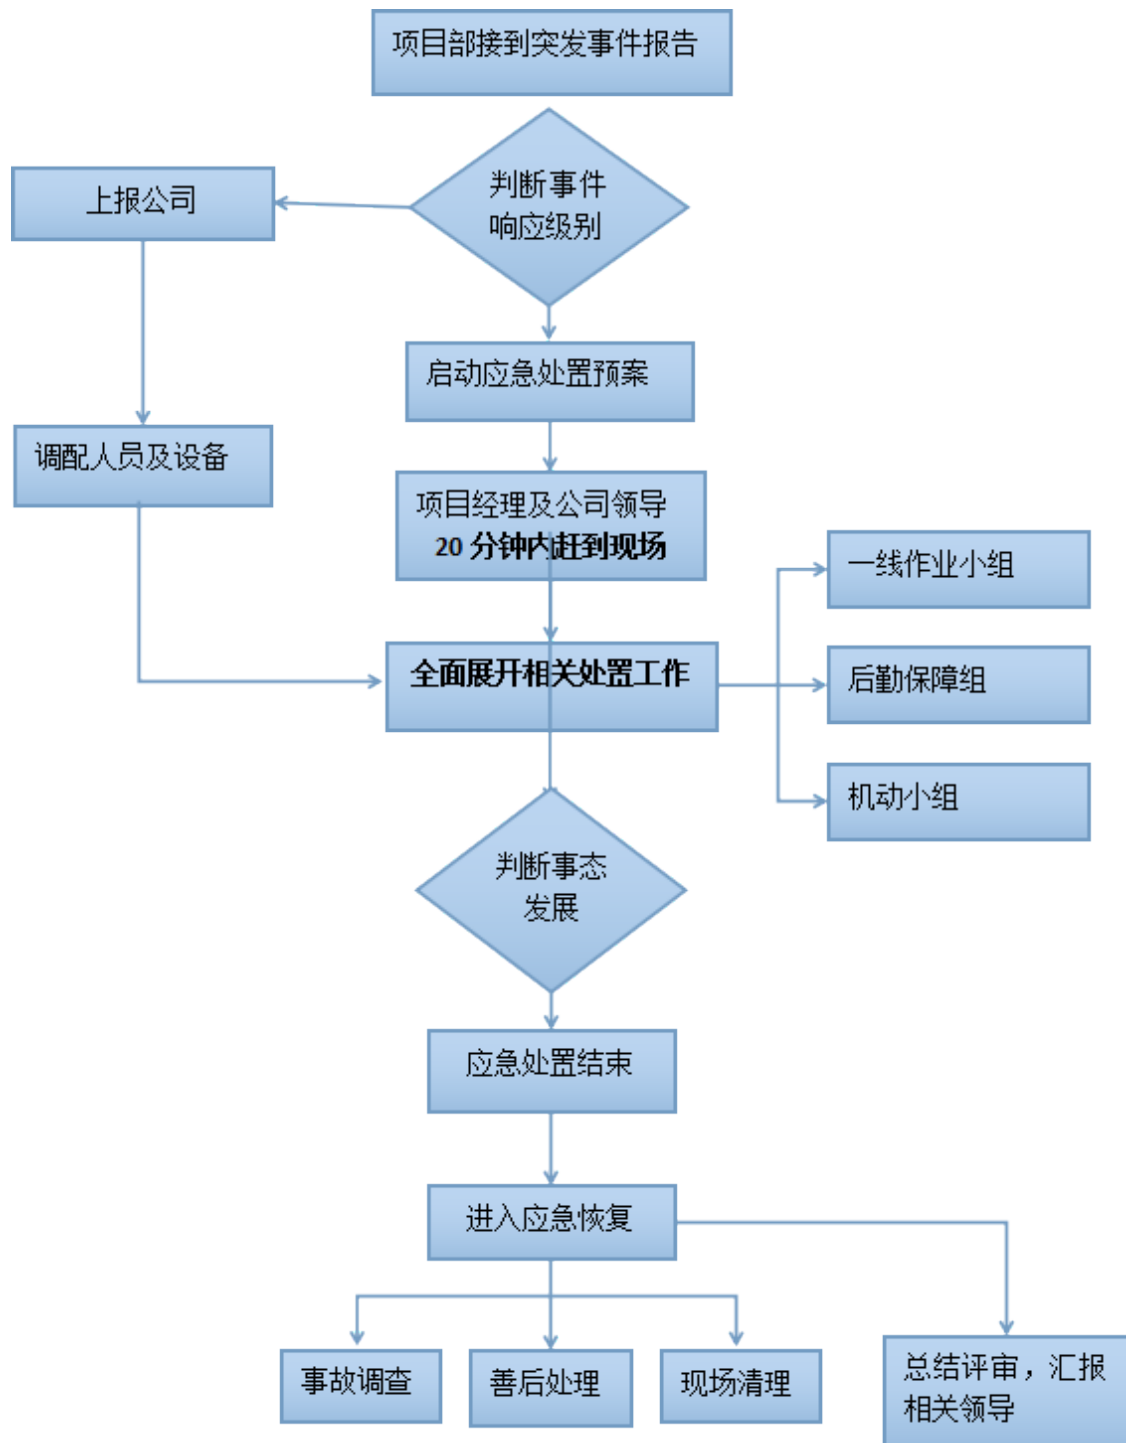 项目部接到突发事件报告
判断事件
响应级别
上报公司
启动应急处置预案
调配人员及设备
项目经理及公司领导
20 分钟内赶到现场
一线作业小组
全面展开相关处置工作
后勤保障组
机动小组
判断事态
发展
应急处置结束
进入应急恢复
事故调查
善后处理
现场清理
总结评审，汇报
相关领导